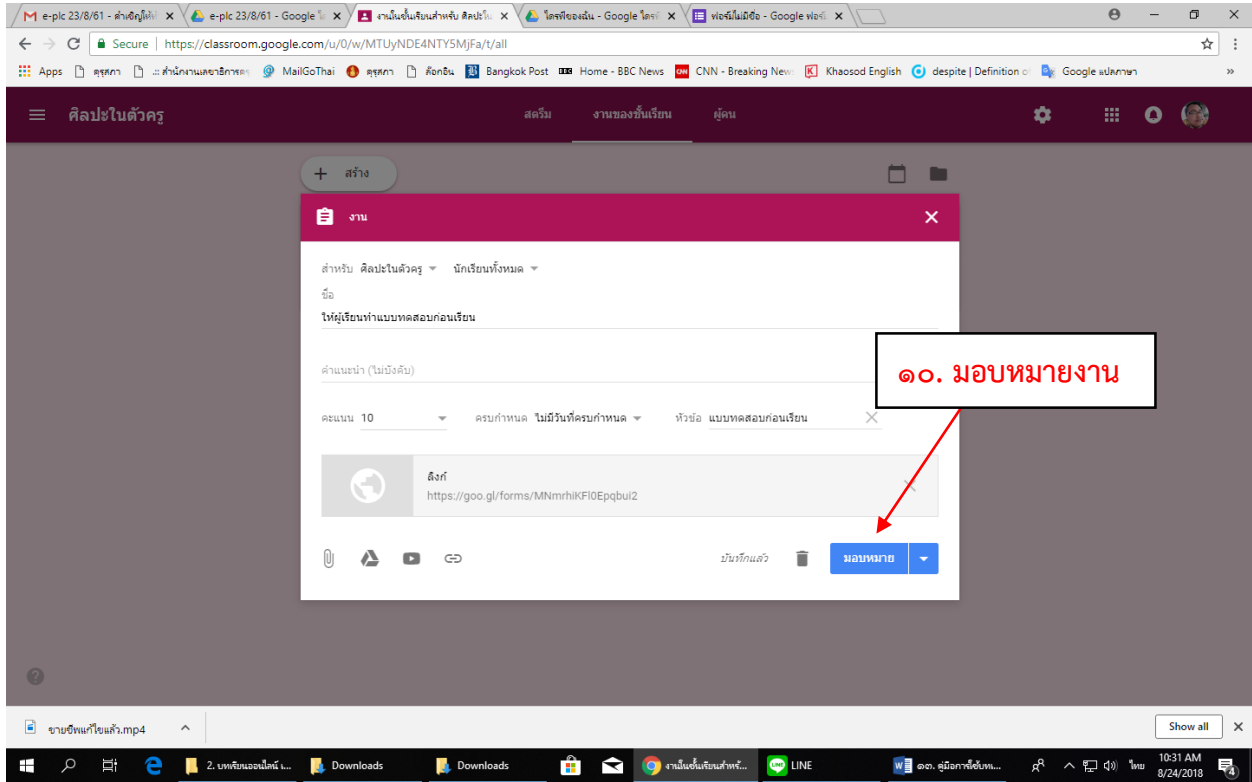 e-plc 23/8/61 - คำเชิญให้
e-plc 23/8/61 - Google ไ
งานในชั้นเรียนสำหรับ ศิลปะใน
ไดรฟ์ของฉัน - Google ไดรฟ์
ฟอร์มไม่มีชื่อ - Google ฟอร์
Secure | https://classroom.google.com/u/0/w/MTUyNDE4NTY5MjFa/t/all
Apps คุรุสภา ..:: สำนักงานเลขาธิการคุ MailGoThai คุรุสภา ล็อกอิน Bangkok Post Home - BBC News CNN - Breaking New Khaosod English despite | Definition o Google แปลภาษา »
ศิลปะในตัวครู
สตรีม งานของชั้นเรียน ผู้คน
+ สร้าง
งาน
สำหรับ ศิลปะในตัวครู นักเรียนทั้งหมด
ชื่อ
ให้ผู้เรียนทำแบบทดสอบก่อนเรียน
คำแนะนำ (ไม่บังคับ)
๑๐. มอบหมายงาน
คะแนน 10 ครบกำหนด ไม่มีวันที่ครบกำหนด หัวข้อ แบบทดสอบก่อนเรียน
ลิงก์
https://goo.gl/forms/MNmrhiKFl0Epqbui2
บันทึกแล้ว มอบหมาย
ขายชีพแก้ไขแล้ว.mp4
Show all
2. บทเรียนออนไลน์ เ... Downloads Downloads งานในชั้นเรียนสำหรั... LINE ๑๓. คู่มือการใช้บท... ไทย
10:31 AM
8/24/2018
4